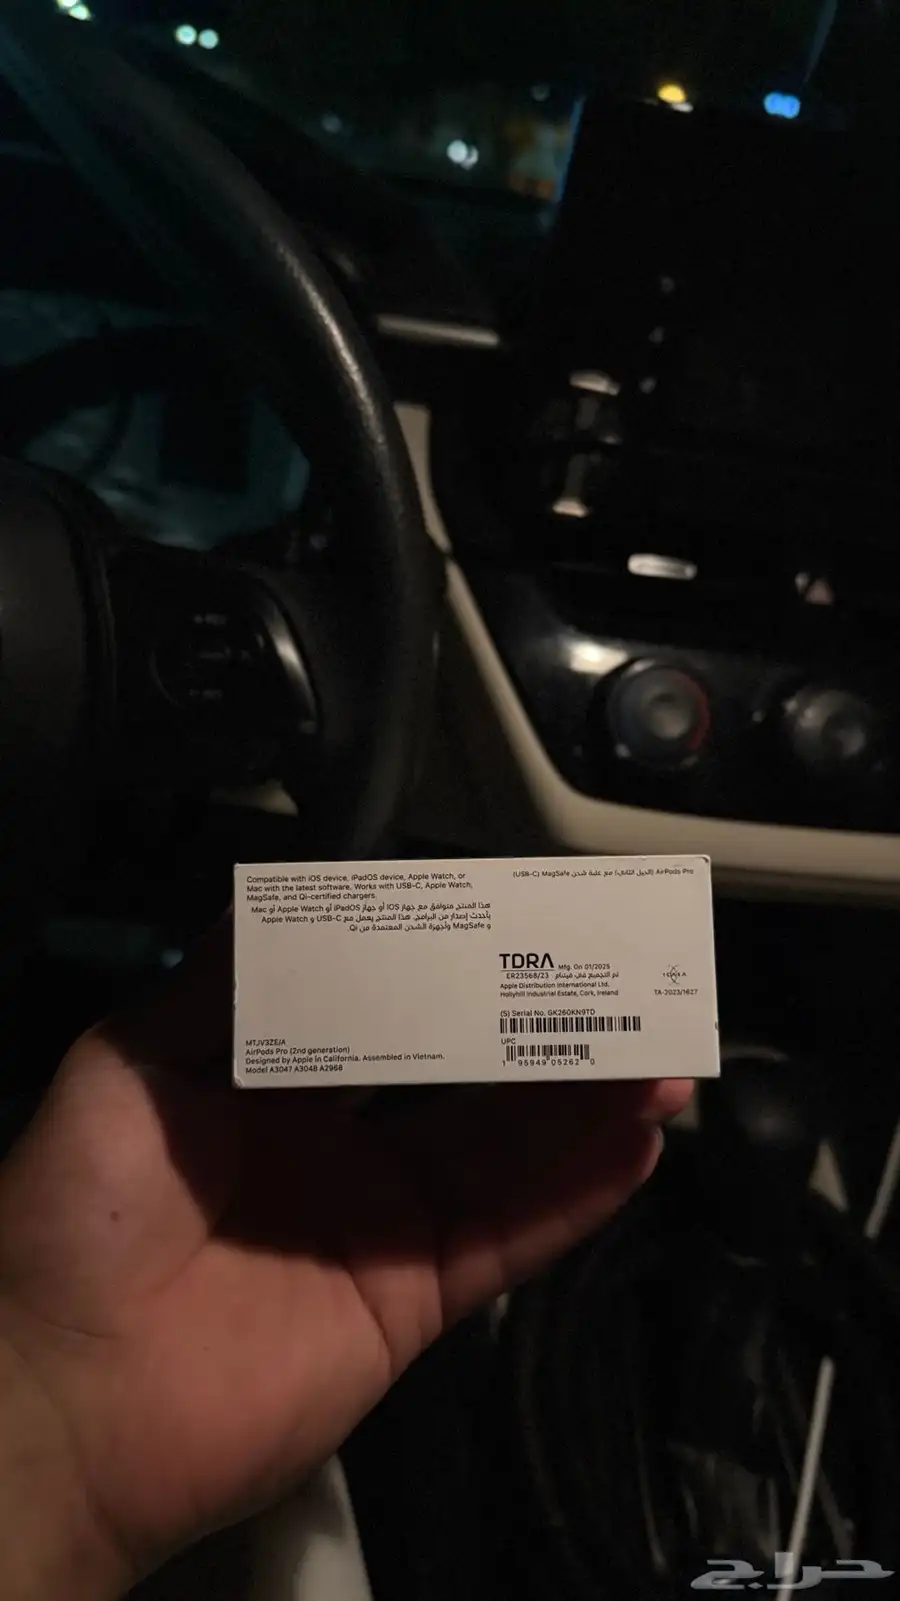 Compatible with iOS device, iPadOS device, Apple Watch, or
Mac with the latest software. Works with USB-C, Apple Watch,
MagSafe, and Qi-certified chargers.
هذا المنتج متوافق مع جهاز iOS أو جهاز iPadOS أو Apple Watch أو Mac
بأحدث إصدار من البرامج. هذا المنتج يعمل مع USB-C و Apple Watch
و MagSafe وأجهزة الشحن المعتمدة من Qi.
AirPods Pro (الجيل الثاني) مع علبة شحن MagSafe (USB-C)
TDRA
Mfg. On 01/2025
ER23568/23
تم التجميع في فيتنام
Apple Distribution International Ltd.
Hollyhill Industrial Estate, Cork, Ireland
TA-2023/1627
(S) Serial No. GK260KN9TD
UPC
1 95949 05262 0
MTJV3ZE/A
AirPods Pro (2nd generation)
Designed by Apple in California. Assembled in Vietnam.
Model A3047 A3048 A2968
حراج